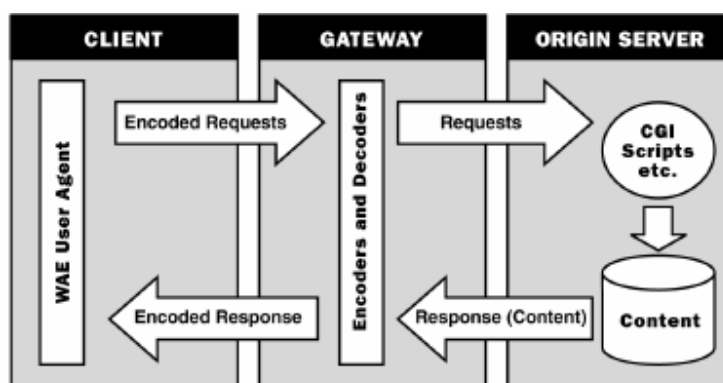 CLIENT
GATEWAY
ORIGIN SERVER
WAE User Agent
Encoded Requests
Encoders and Decoders
Requests
CGI
Scripts
etc.
Encoded Response
Response (Content)
Content